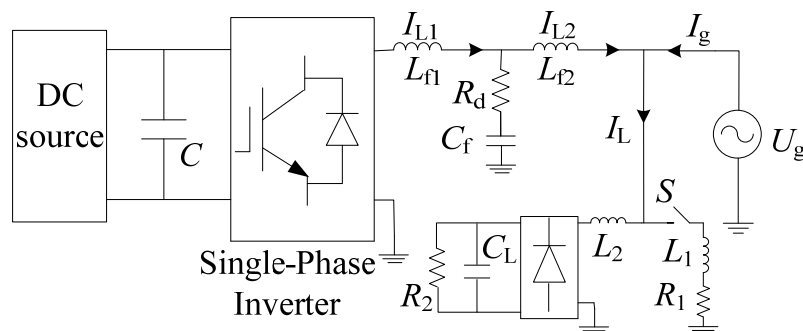 DC
source
C
Single-Phase
Inverter
I_L1
L_f1
I_L2
L_f2
I_g
R_d
C_f
I_L
U_g
S
L_1
R_1
L_2
C_L
R_2